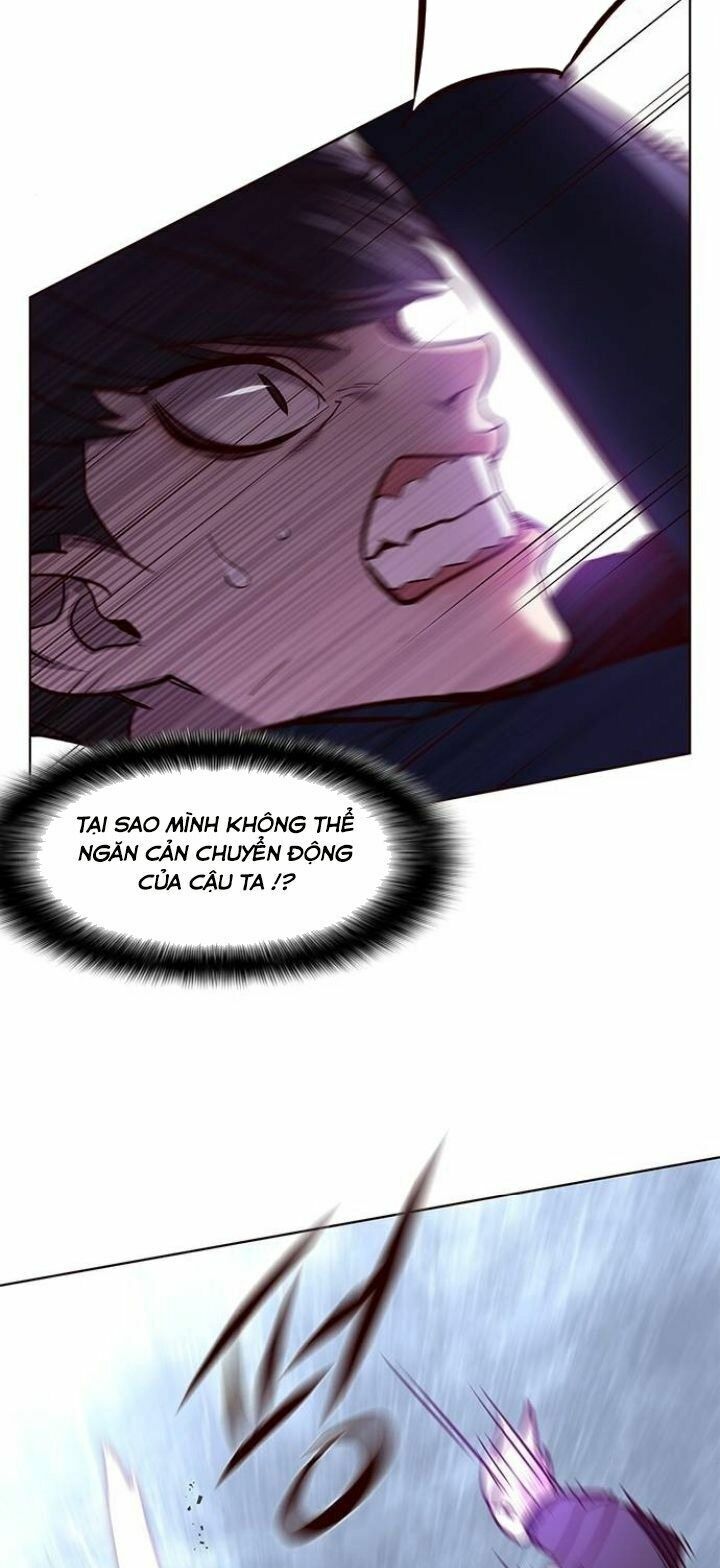 TẠI SAO MÌNH KHÔNG THỂ
NGĂN CẢN CHUYỂN ĐỘNG
CỦA CẬU TA !?